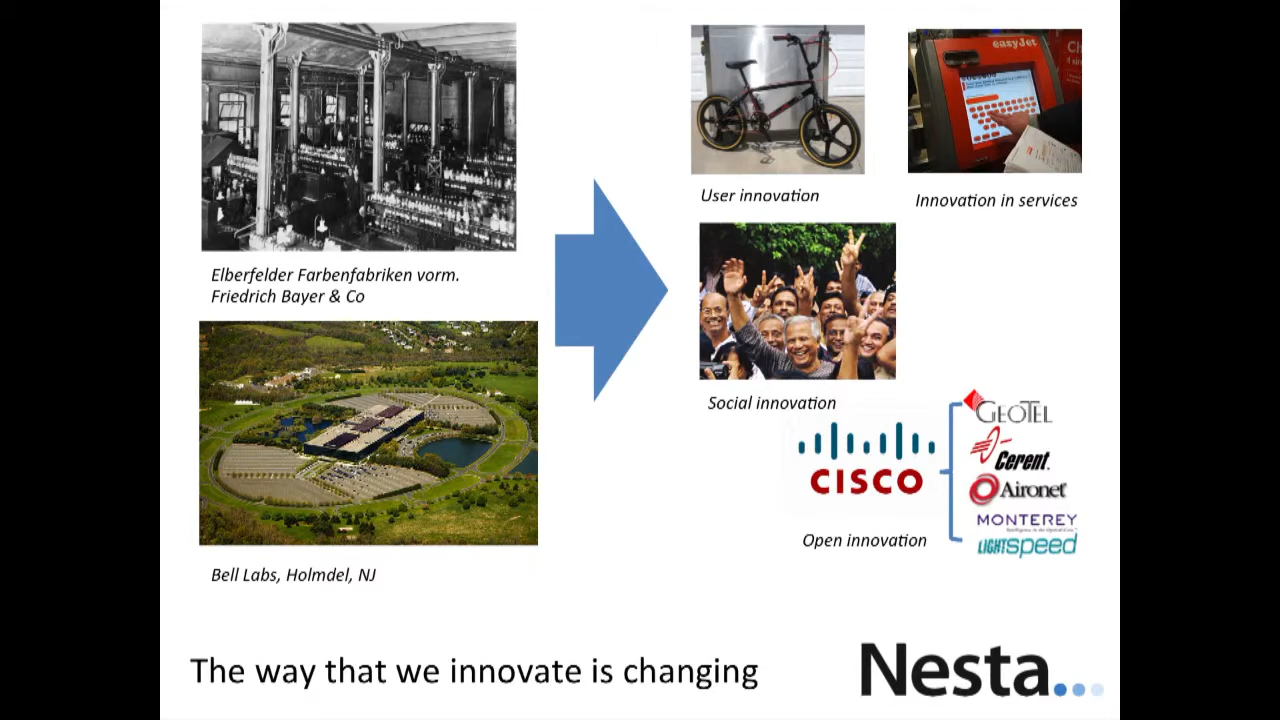 easyJet
User innovation
Innovation in services
Elberfelder Farbenfabriken vorm.
Friedrich Bayer & Co
Social innovation
GEOTEL
Cerent
CISCO
Aironet
MONTEREY
LIGHTspeed
Open innovation
Bell Labs, Holmdel, NJ
The way that we innovate is changing
Nesta...